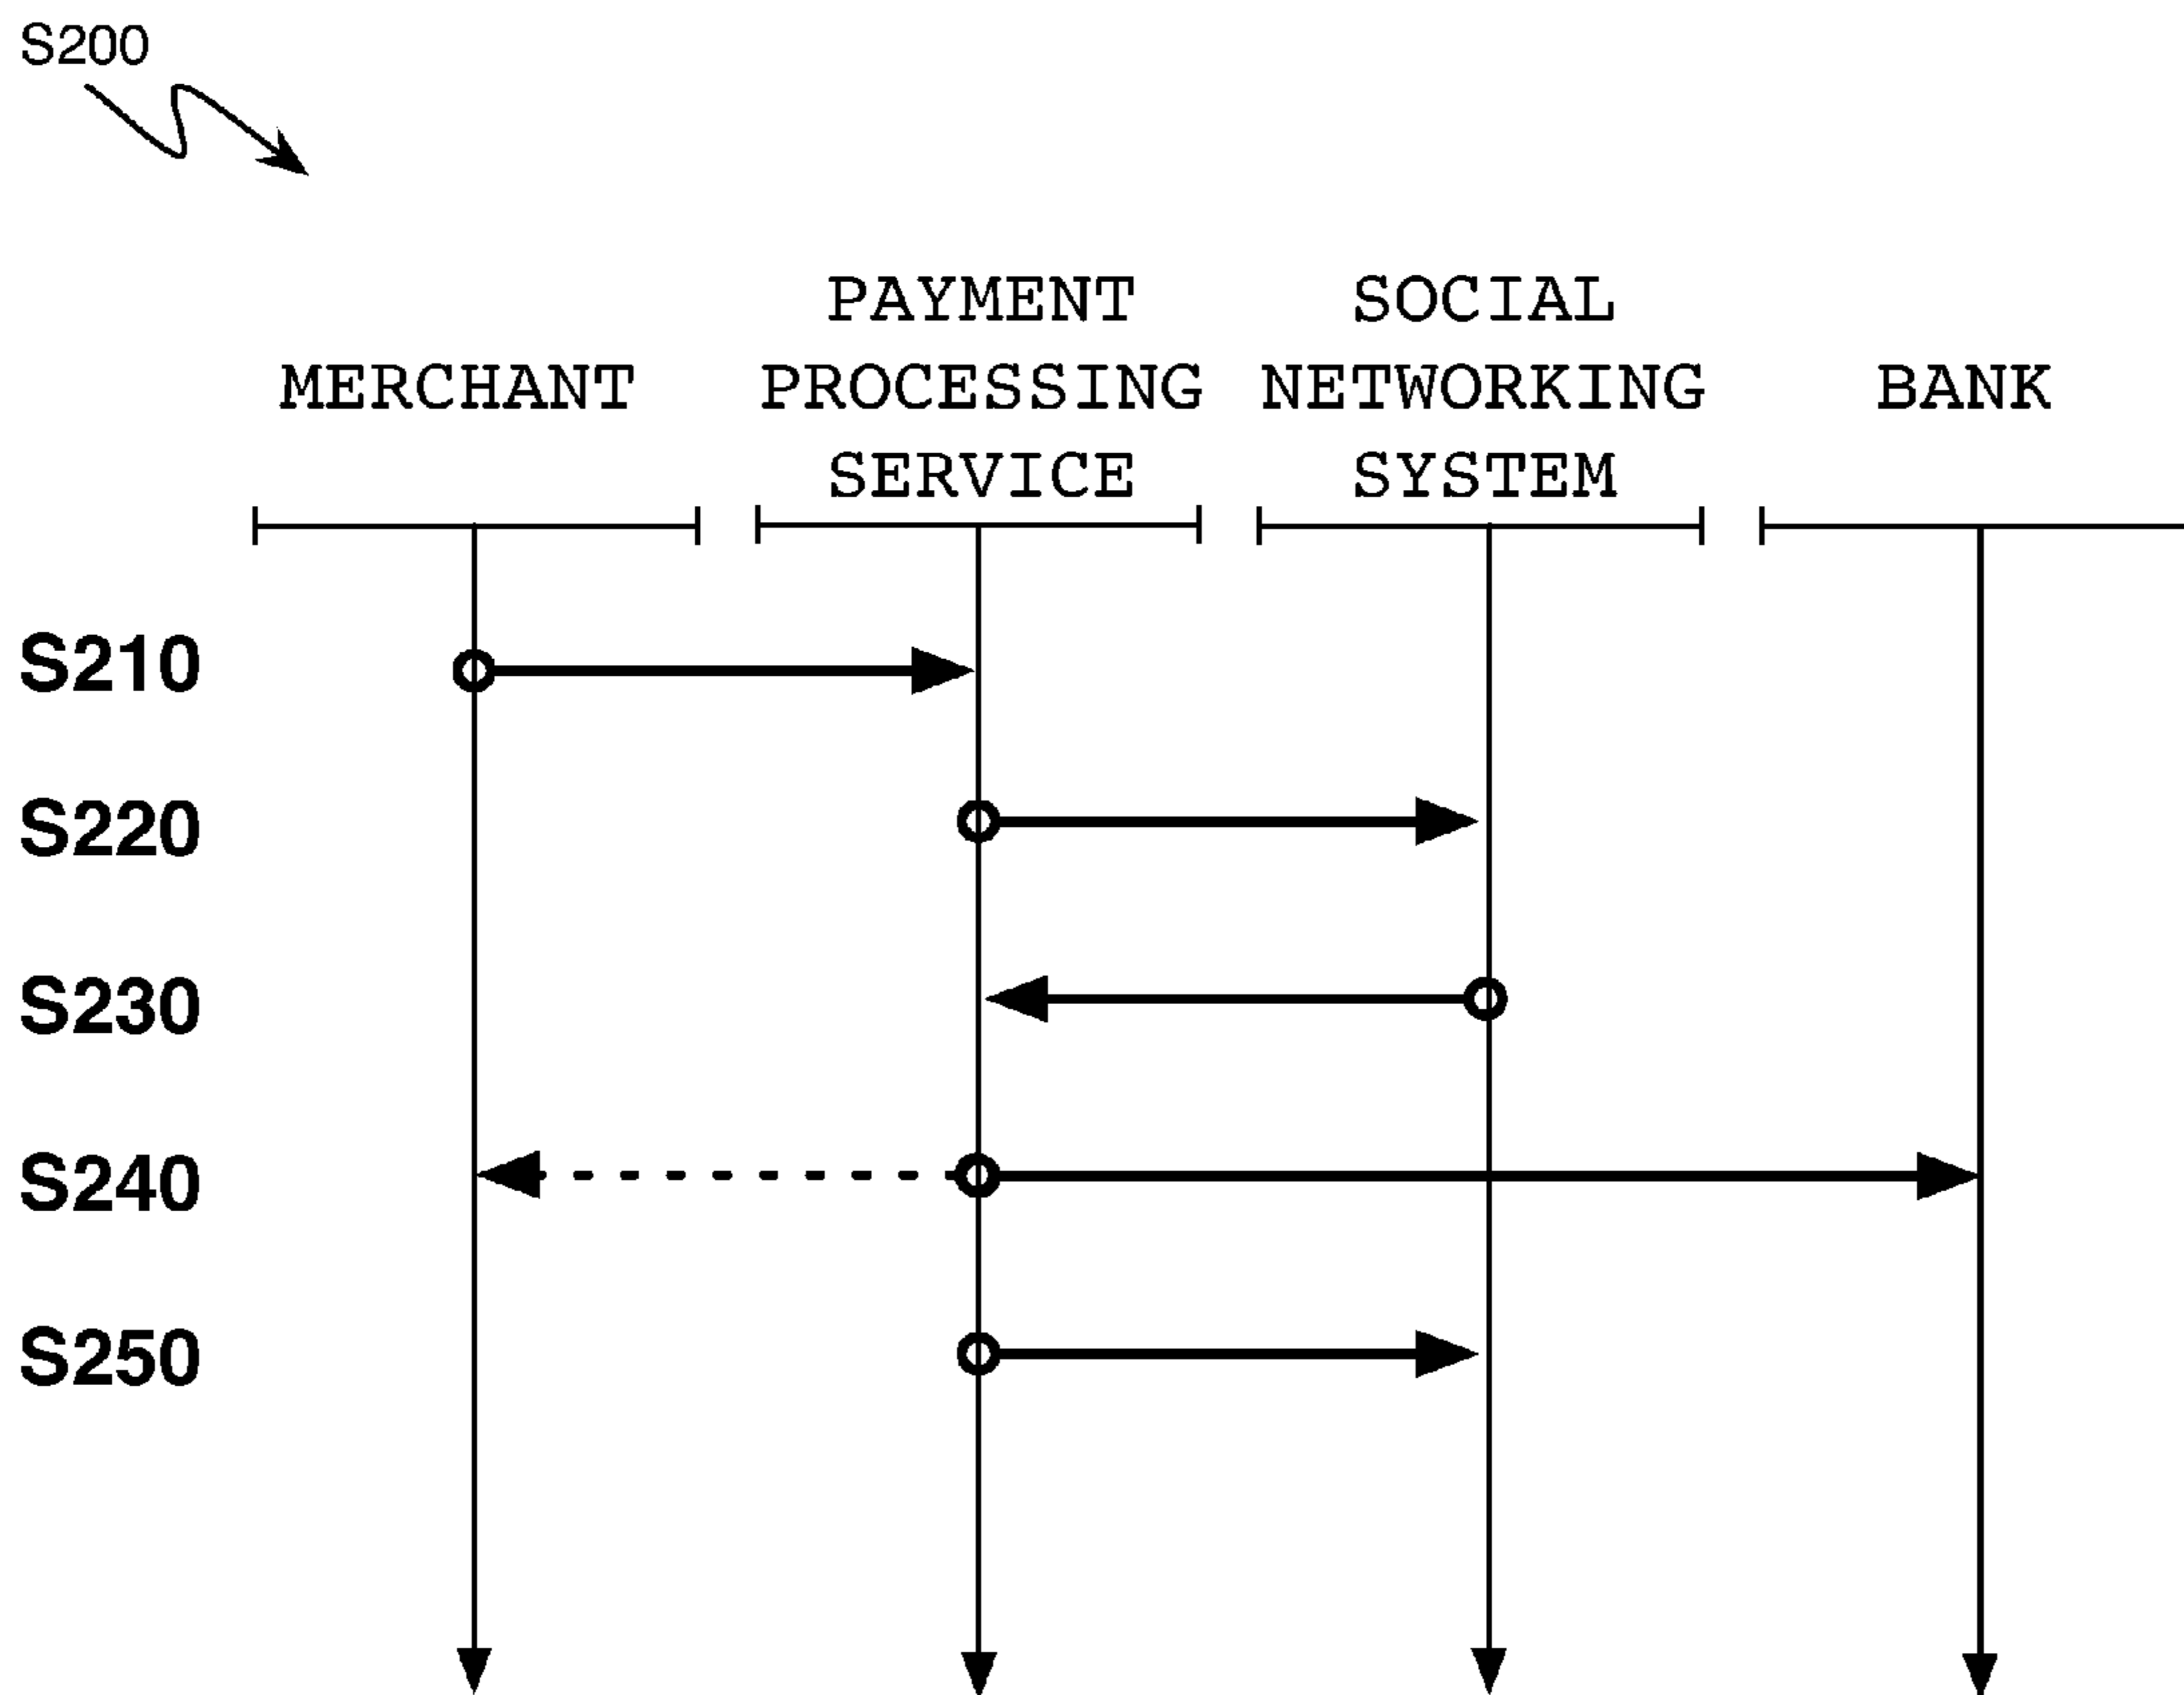 S200
PAYMENT SOCIAL
MERCHANT PROCESSING NETWORKING BANK
SERVICE SYSTEM
S210
S220
S230
S240
S250